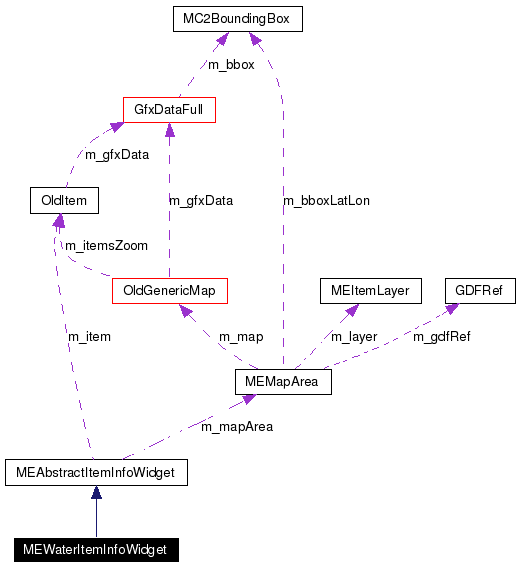 MC2BoundingBox
m_bbox
GfxDataFull
m_gfxData
OldItem
m_gfxData
m_bboxLatLon
m_itemsZoom
OldGenericMap
MEItemLayer
GDFRef
m_item
m_map
m_layer
m_gdfRef
MEMapArea
m_mapArea
MEAbstractItemInfoWidget
MEWaterItemInfoWidget